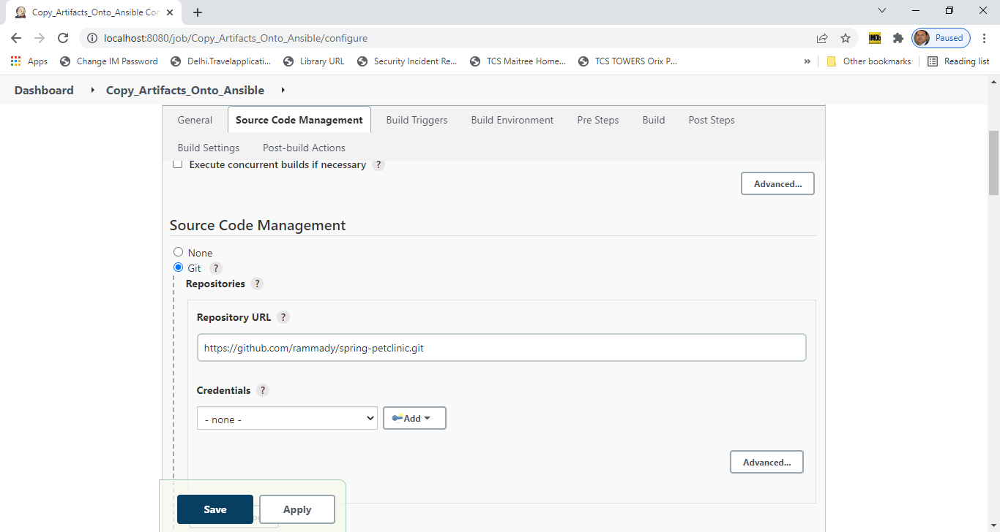 Copy_Artifacts_Onto_Ansible Con
localhost:8080/job/Copy_Artifacts_Onto_Ansible/configure
IMDb
Paused
Apps
Change IM Password
Delhi.Travelapplicati...
Library URL
Security Incident Re...
TCS Maitree Home...
TCS TOWERS Orix P...
»
Other bookmarks
Reading list
Dashboard
Copy_Artifacts_Onto_Ansible
General
Source Code Management
Build Triggers
Build Environment
Pre Steps
Build
Post Steps
Build Settings
Post-build Actions
Execute concurrent builds if necessary ?
Advanced...
Source Code Management
None
Git ?
Repositories ?
Repository URL ?
https://github.com/rammady/spring-petclinic.git
Credentials ?
- none -
Add
Advanced...
Save
Apply